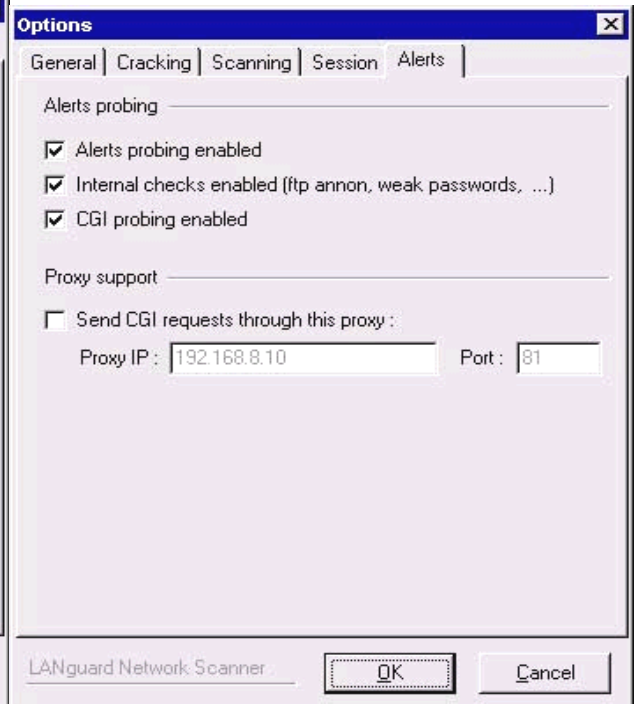 Options
General Cracking Scanning Session Alerts
Alerts probing
Alerts probing enabled
Internal checks enabled (ftp annon, weak passwords, ...)
CGI probing enabled
Proxy support
Send CGI requests through this proxy :
Proxy IP : 192.168.8.10 Port : 81
LANguard Network Scanner OK Cancel